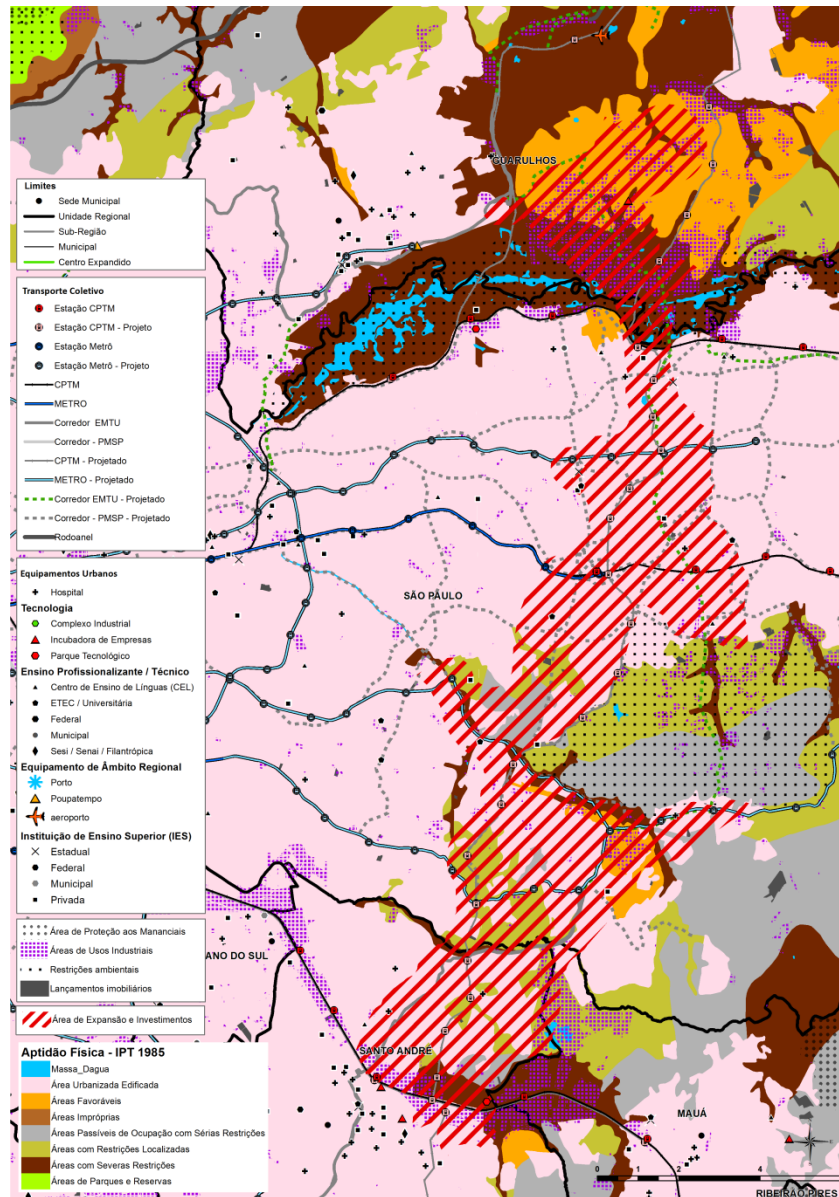 GUARULHOS
Limites
Sede Municipal
Unidade Regional
Sub-Região
Municipal
Centro Expandido
Transporte Coletivo
Estação CPTM
Estação CPTM - Projeto
Estação Metrô
Estação Metrô - Projeto
CPTM
METRO
Corredor EMTU
Corredor - PMSP
CPTM - Projetado
METRO - Projetado
Corredor EMTU - Projetado
Corredor - PMSP - Projetado
Rodoanel
Equipamentos Urbanos
Hospital
Tecnologia
Complexo Industrial
Incubadora de Empresas
Parque Tecnológico
Ensino Profissionalizante / Técnico
Centro de Ensino de Línguas (CEL)
ETEC / Universitária
Federal
Municipal
Sesi / Senai / Filantrópica
Equipamento de Âmbito Regional
Porto
Poupatempo
aeroporto
Instituição de Ensino Superior (IES)
Estadual
Federal
Municipal
Privada
Área de Proteção aos Mananciais
Áreas de Usos Industriais
Restrições ambientais
Lançamentos imobiliários
Área de Expansão e Investimentos
Aptidão Física - IPT 1985
Massa_Dagua
Área Urbanizada Edificada
Áreas Favoráveis
Áreas Impróprias
Áreas Passíveis de Ocupação com Sérias Restrições
Áreas com Restrições Localizadas
Áreas com Severas Restrições
Áreas de Parques e Reservas
SÃO PAULO
ANO DO SUL
SANTO ANDRÉ
MAUÁ
0 1 2 4 6
RIBEIRÃO PIRES